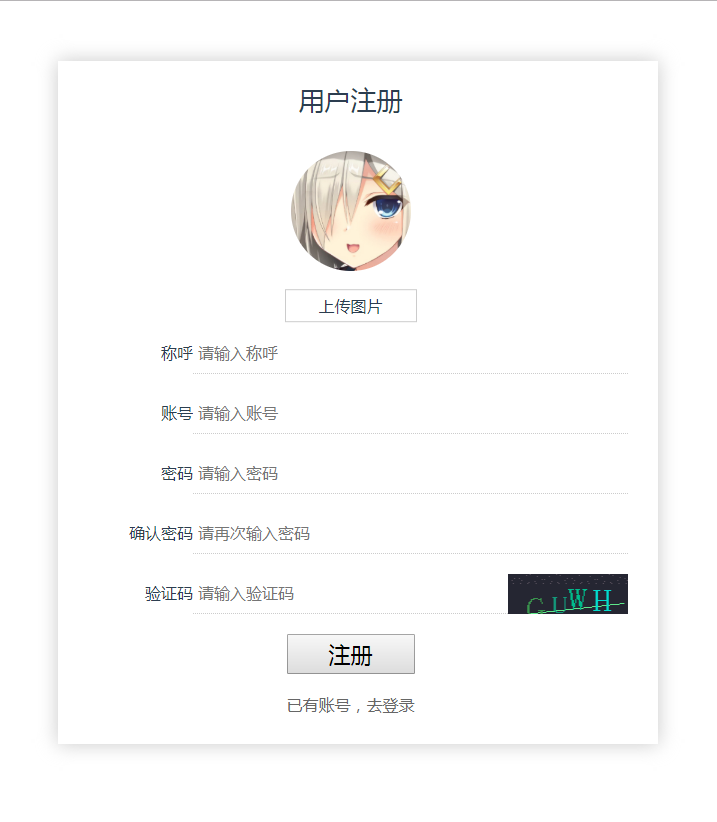 用户注册
上传图片
称呼 请输入称呼
账号 请输入账号
密码 请输入密码
确认密码 请再次输入密码
验证码 请输入验证码 GUWH
注册
已有账号，去登录